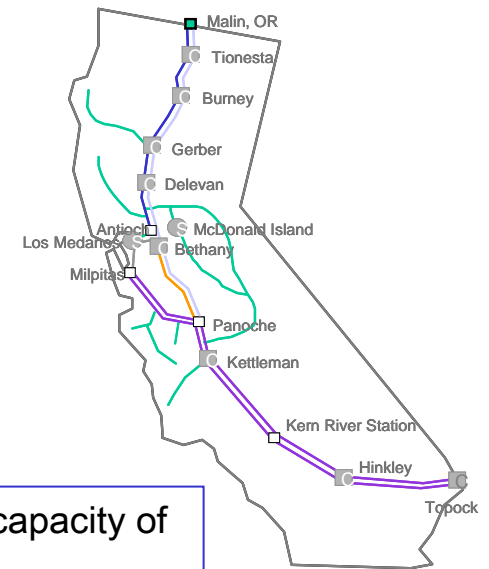 Malin, OR
C Tionesta
C Burney
C Gerber
C Delevan
Antioch
S McDonald Island
Los Medanos S
C Bethany
Milpitas
Panoche
C Kettleman
Kern River Station
C Hinkley
C
Topock
capacity of